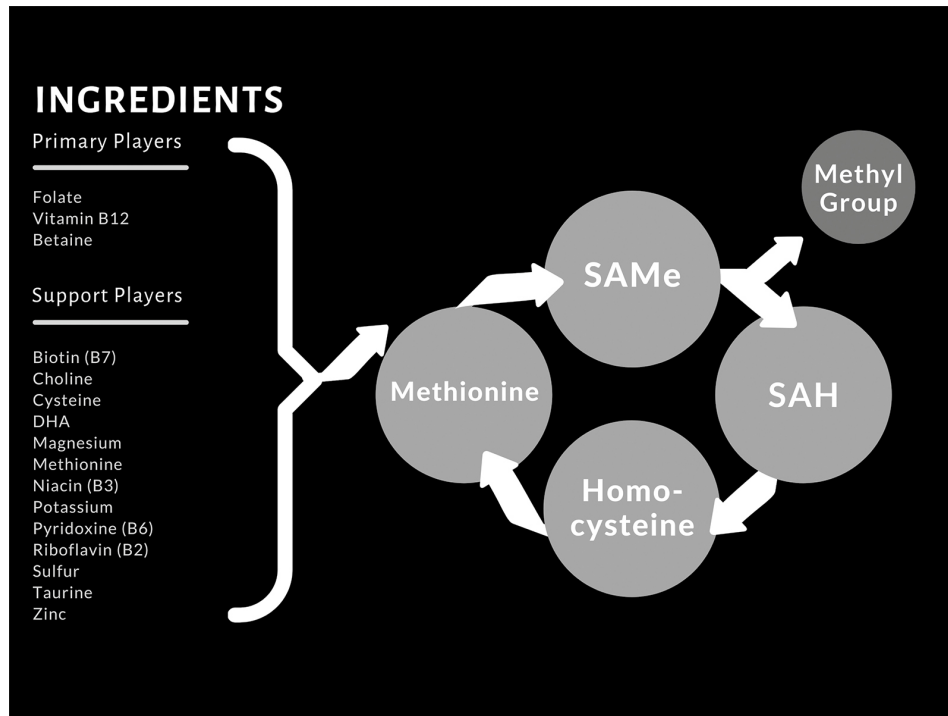 INGREDIENTS
Primary Players
Folate
Vitamin B12
Betaine
Support Players
Biotin (B7)
Choline
Cysteine
DHA
Magnesium
Methionine
Niacin (B3)
Potassium
Pyridoxine (B6)
Riboflavin (B2)
Sulfur
Taurine
Zinc
Methionine
SAMe
Methyl
Group
SAH
Homo-
cysteine